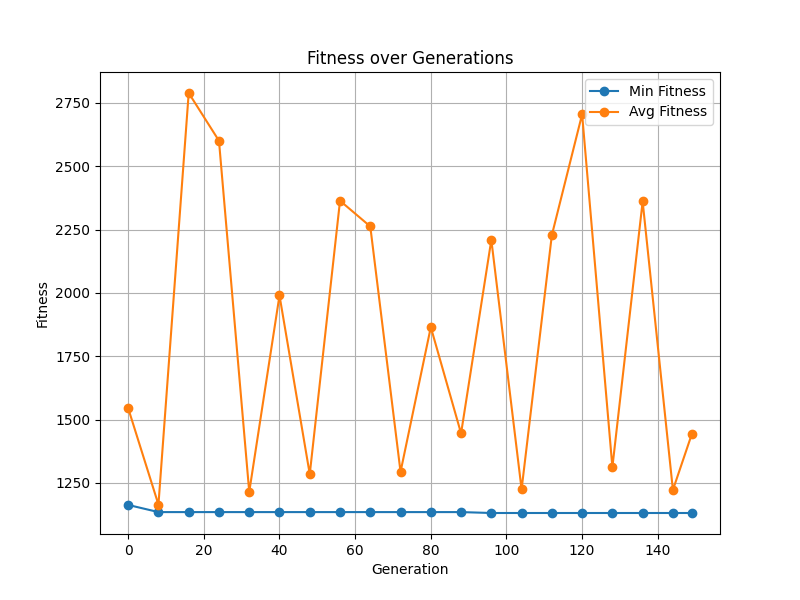 Fitness over Generations
Min Fitness
Avg Fitness
2750
2500
2250
2000
1750
1500
1250
Fitness
0 20 40 60 80 100 120 140
Generation